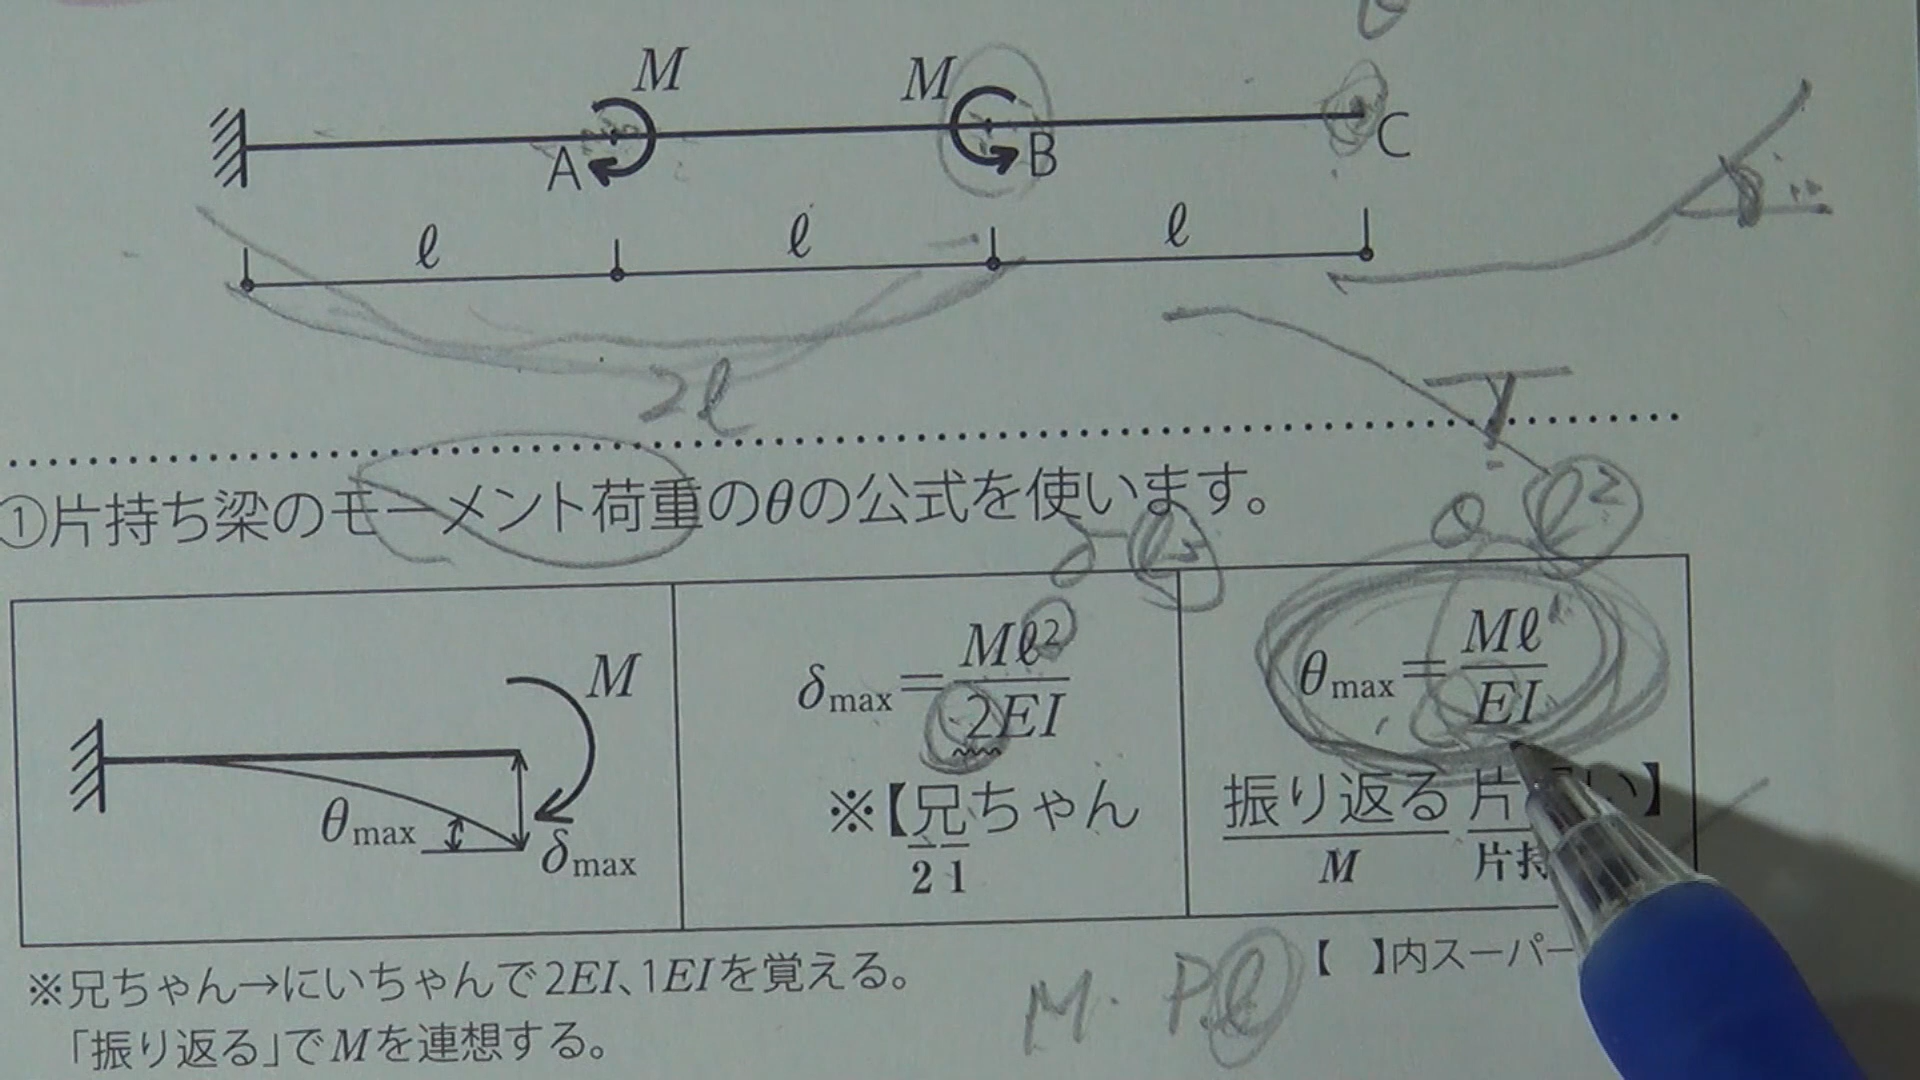 M M
A B C
ℓ ℓ ℓ
2ℓ
①片持ち梁のモーメント荷重のθの公式を使います。
θ ℓ²
M
θmax
δmax
δmax=Mℓ²/2EI
※【兄ちゃん
2 1
θmax=Mℓ/EI
振り返る 片 い】
M 片持
※兄ちゃん→にいちゃんで2EI、1EIを覚える。
「振り返る」でMを連想する。
【 】内スーパー
M. P.ℓ